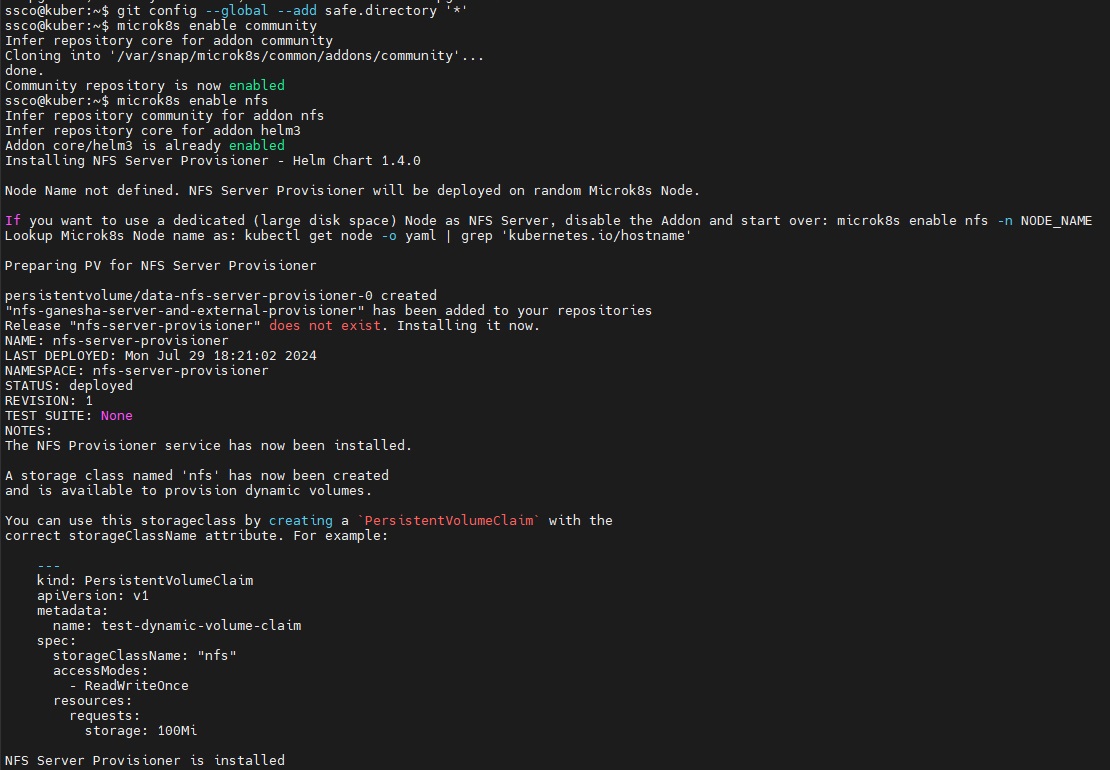 ssco@kuber:~$ git config --global --add safe.directory '*'
ssco@kuber:~$ microk8s enable community
Infer repository core for addon community
Cloning into '/var/snap/microk8s/common/addons/community'...
done.
Community repository is now enabled
ssco@kuber:~$ microk8s enable nfs
Infer repository community for addon nfs
Infer repository core for addon helm3
Addon core/helm3 is already enabled
Installing NFS Server Provisioner - Helm Chart 1.4.0

Node Name not defined. NFS Server Provisioner will be deployed on random Microk8s Node.

If you want to use a dedicated (large disk space) Node as NFS Server, disable the Addon and start over: microk8s enable nfs -n NODE_NAME
Lookup Microk8s Node name as: kubectl get node -o yaml | grep 'kubernetes.io/hostname'

Preparing PV for NFS Server Provisioner

persistentvolume/data-nfs-server-provisioner-0 created
"nfs-ganesha-server-and-external-provisioner" has been added to your repositories
Release "nfs-server-provisioner" does not exist. Installing it now.
NAME: nfs-server-provisioner
LAST DEPLOYED: Mon Jul 29 18:21:02 2024
NAMESPACE: nfs-server-provisioner
STATUS: deployed
REVISION: 1
TEST SUITE: None
NOTES:
The NFS Provisioner service has now been installed.

A storage class named 'nfs' has now been created
and is available to provision dynamic volumes.

You can use this storageclass by creating a `PersistentVolumeClaim` with the
correct storageClassName attribute. For example:

    ---
    kind: PersistentVolumeClaim
    apiVersion: v1
    metadata:
      name: test-dynamic-volume-claim
    spec:
      storageClassName: "nfs"
      accessModes:
        - ReadWriteOnce
      resources:
        requests:
          storage: 100Mi

NFS Server Provisioner is installed